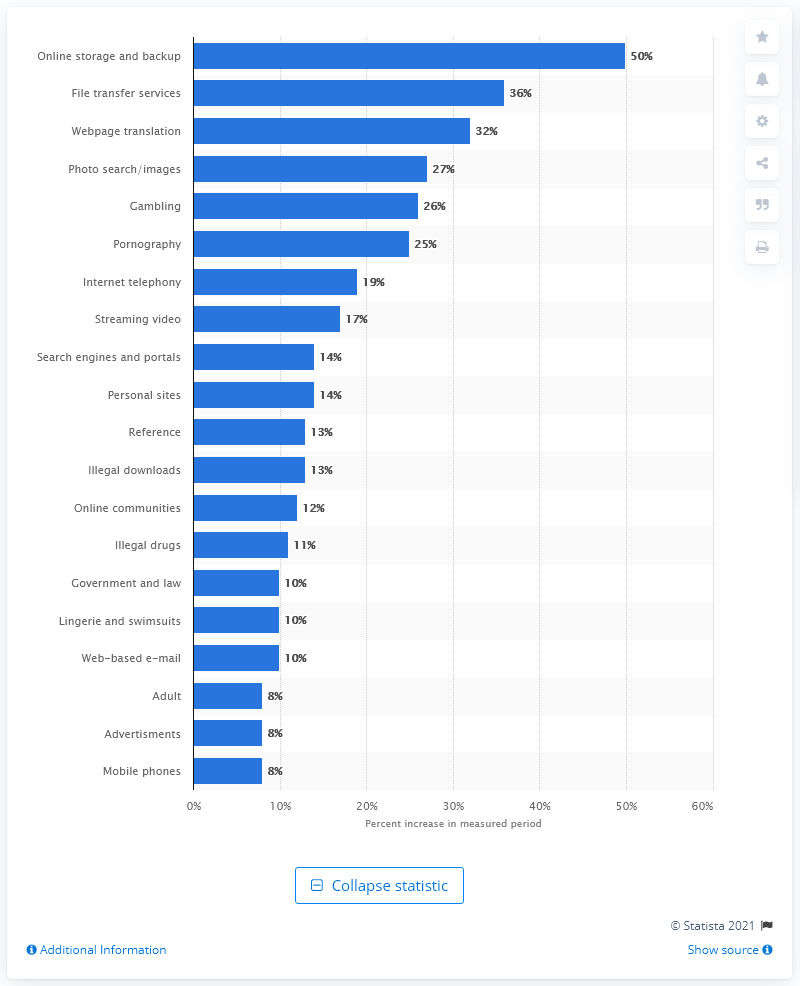 Online storage and backup 50%
File transfer services 36%
Webpage translation 32%
Photo search/images 27%
Gambling 26%
Pornography 25%
Internet telephony 19%
Streaming video 17%
Search engines and portals 14%
Personal sites 14%
Reference 13%
Illegal downloads 13%
Online communities 12%
Illegal drugs 11%
Government and law 10%
Lingerie and swimsuits 10%
Web-based e-mail 10%
Adult 8%
Advertisments 8%
Mobile phones 8%
0% 10% 20% 30% 40% 50% 60%
Percent increase in measured period
Collapse statistic
© Statista 2021
Additional Information Show source